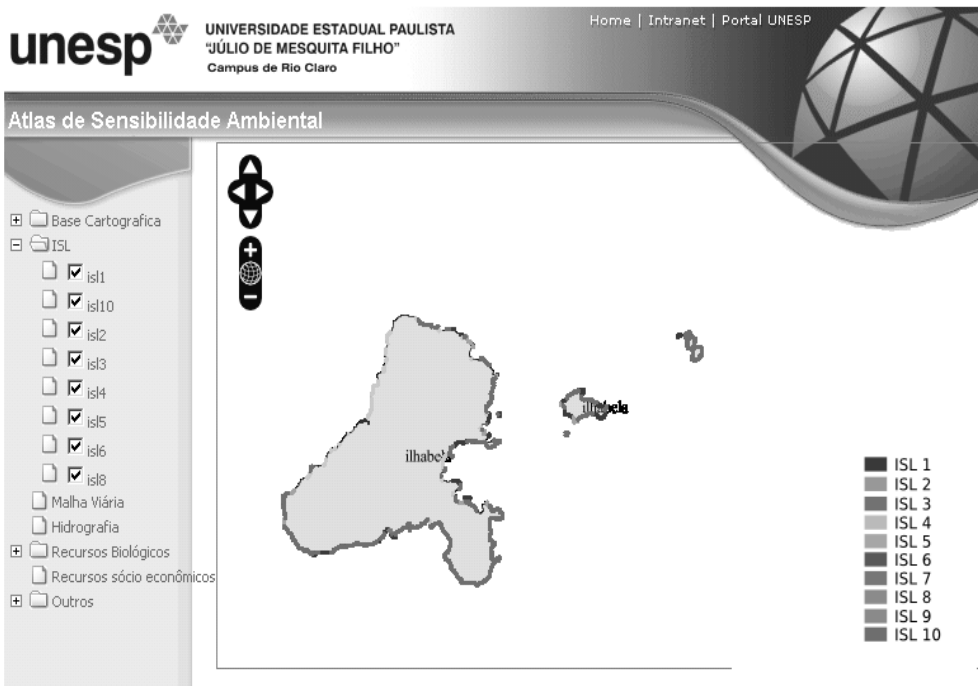 Home | Intranet | Portal UNESP
unesp
UNIVERSIDADE ESTADUAL PAULISTA
"JÚLIO DE MESQUITA FILHO"
Campus de Rio Claro
Atlas de Sensibilidade Ambiental
Base Cartografica
ISL
isl1
isl10
isl2
isl3
isl4
isl5
isl6
isl8
Malha Viária
Hidrografia
Recursos Biológicos
Recursos sócio econômicos
Outros
ilhabela
ilhabela
ISL 1
ISL 2
ISL 3
ISL 4
ISL 5
ISL 6
ISL 7
ISL 8
ISL 9
ISL 10